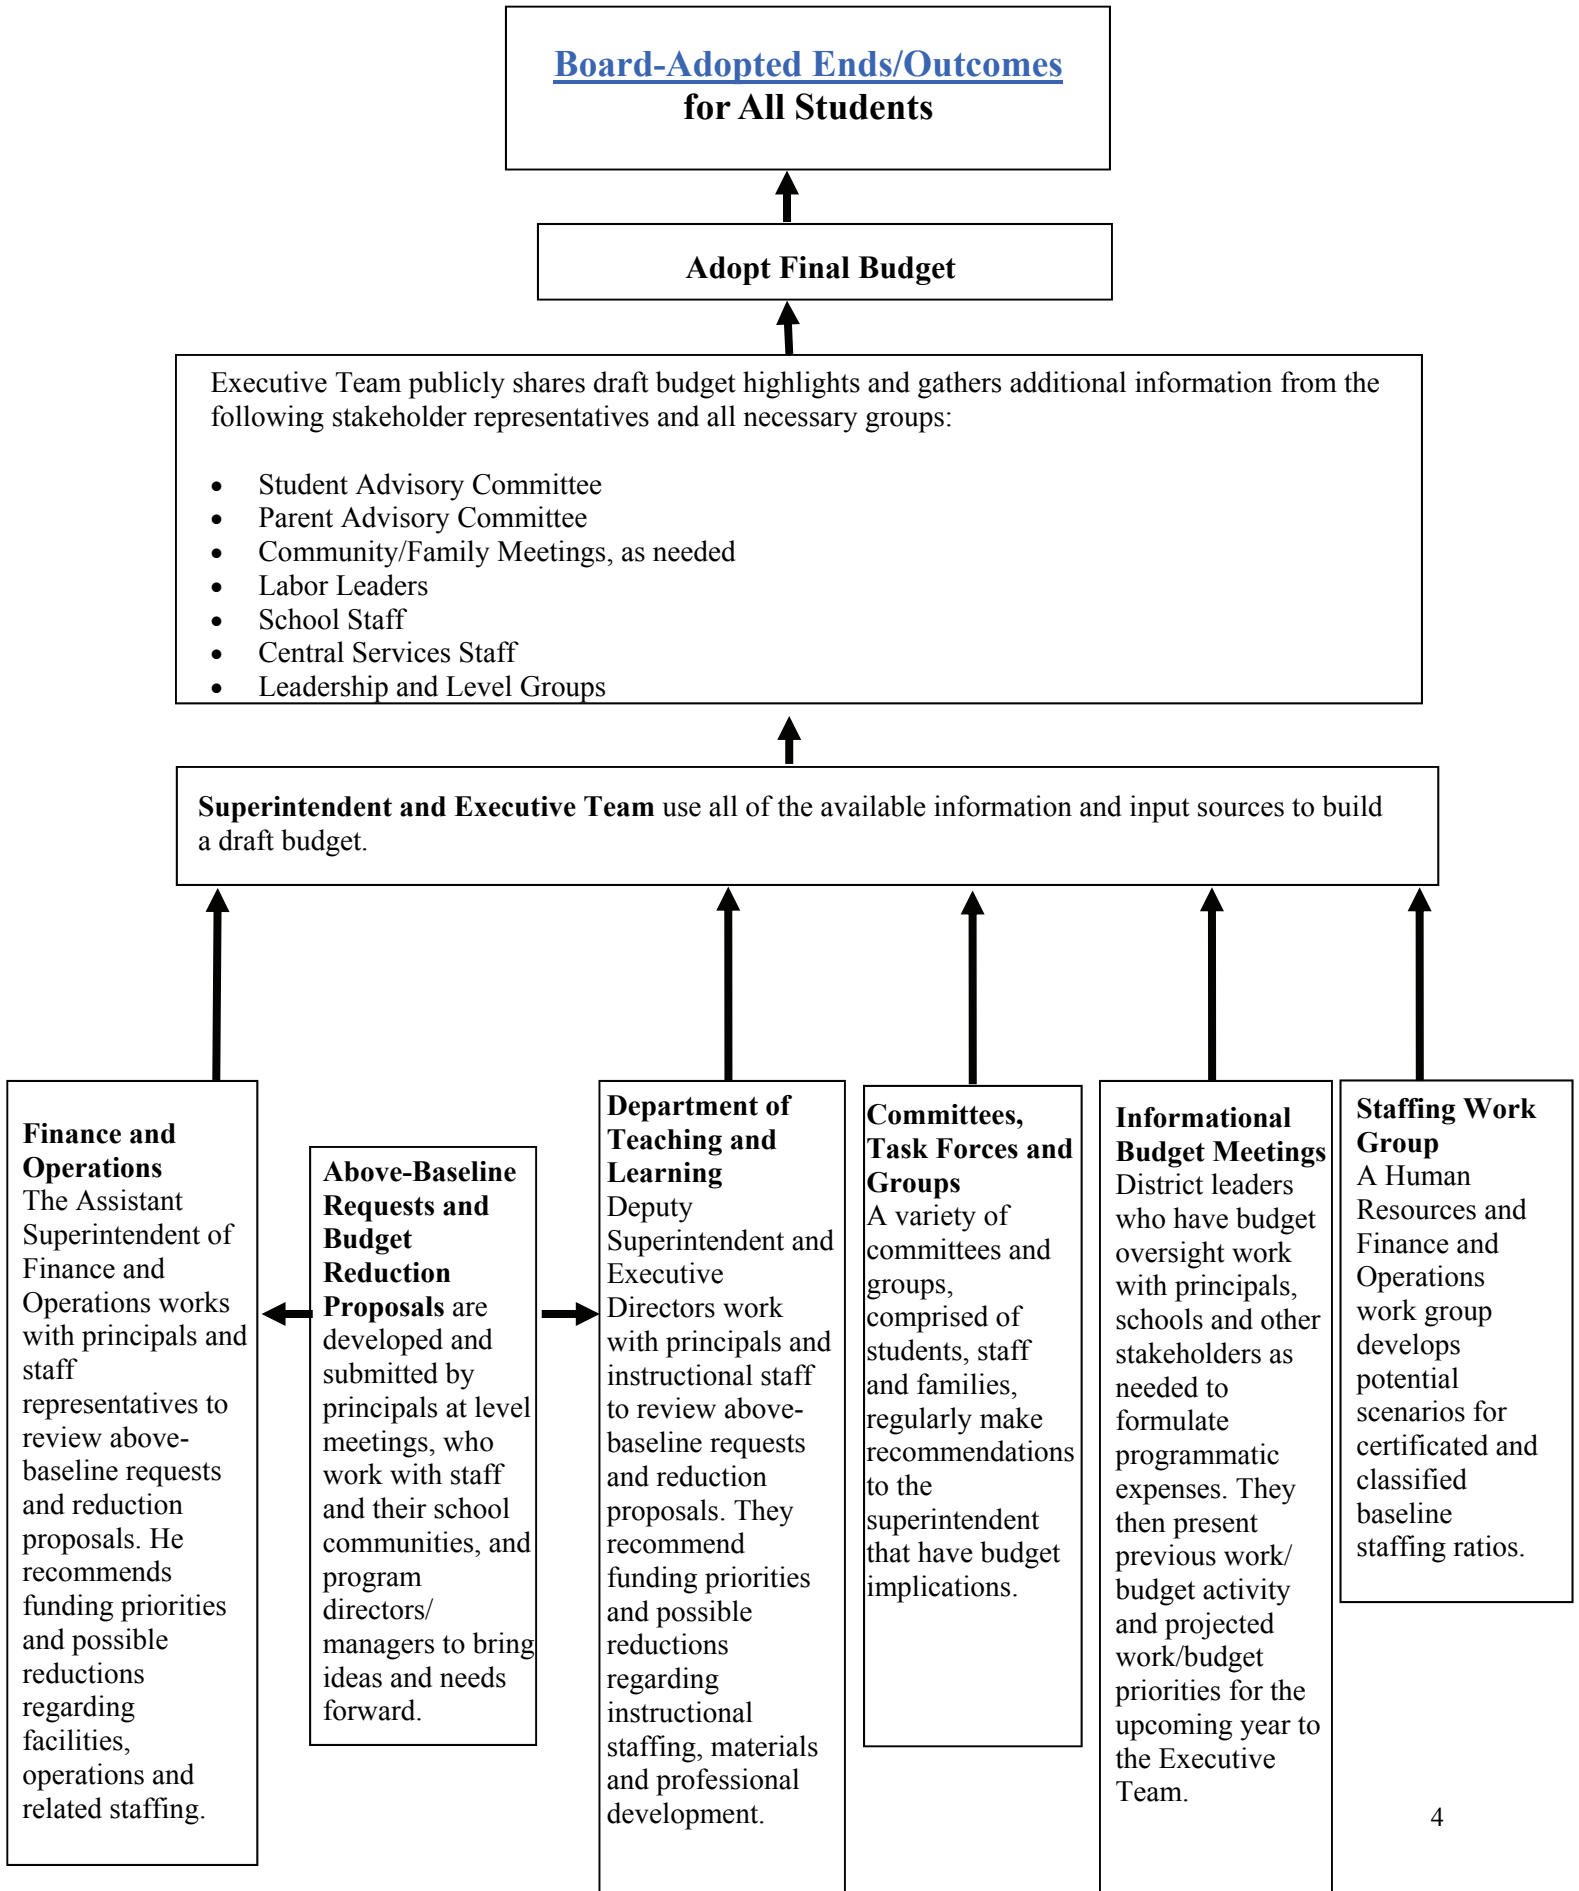 Board-Adopted Ends/Outcomes
for All Students
Adopt Final Budget
Executive Team publicly shares draft budget highlights and gathers additional information from the
following stakeholder representatives and all necessary groups:
• Student Advisory Committee
• Parent Advisory Committee
• Community/Family Meetings, as needed
• Labor Leaders
• School Staff
• Central Services Staff
• Leadership and Level Groups
Superintendent and Executive Team use all of the available information and input sources to build
a draft budget.
Finance and
Operations
The Assistant
Superintendent of
Finance and
Operations works
with principals and
staff
representatives to
review above-
baseline requests
and reduction
proposals. He
recommends
funding priorities
and possible
reductions
regarding
facilities,
operations and
related staffing.
Above-Baseline
Requests and
Budget
Reduction
Proposals are
developed and
submitted by
principals at level
meetings, who
work with staff
and their school
communities, and
program
directors/
managers to bring
ideas and needs
forward.
Department of
Teaching and
Learning
Deputy
Superintendent and
Executive
Directors work
with principals and
instructional staff
to review above-
baseline requests
and reduction
proposals. They
recommend
funding priorities
and possible
reductions
regarding
instructional
staffing, materials
and professional
development.
Committees,
Task Forces and
Groups
A variety of
committees and
groups,
comprised of
students, staff
and families,
regularly make
recommendations
to the
superintendent
that have budget
implications.
Informational
Budget Meetings
District leaders
who have budget
oversight work
with principals,
schools and other
stakeholders as
needed to
formulate
programmatic
expenses. They
then present
previous work/
budget activity
and projected
work/budget
priorities for the
upcoming year to
the Executive
Team.
Staffing Work
Group
A Human
Resources and
Finance and
Operations
work group
develops
potential
scenarios for
certificated and
classified
baseline
staffing ratios.
4